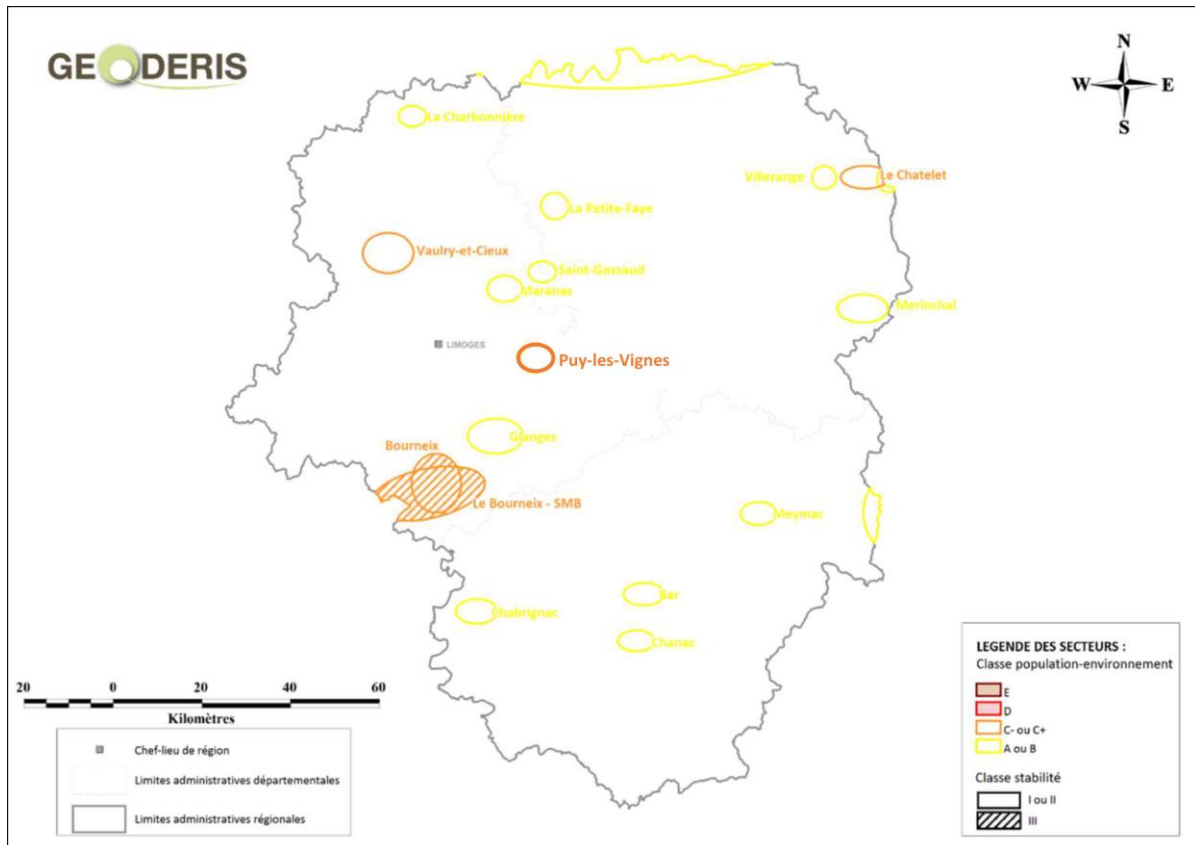 GEODERIS
N
W E
S
La Charbonnière
Villerange
Le Chatelet
La Petite-Faye
Vaulry-et-Cieux
Saint-Gossaud
Maranas
Merinchal
LIMOGES
Puy-les-Vignes
Glanges
Bourneix
Le Bourneix - SMB
Meymac
Bar
Chabrignac
Chanac
20 0 20 40 60
Kilomètres
Chef-lieu de région
Limites administratives départementales
Limites administratives régionales
LEGENDE DES SECTEURS :
Classe population-environnement
E
D
C- ou C+
A ou B
Classe stabilité
I ou II
III